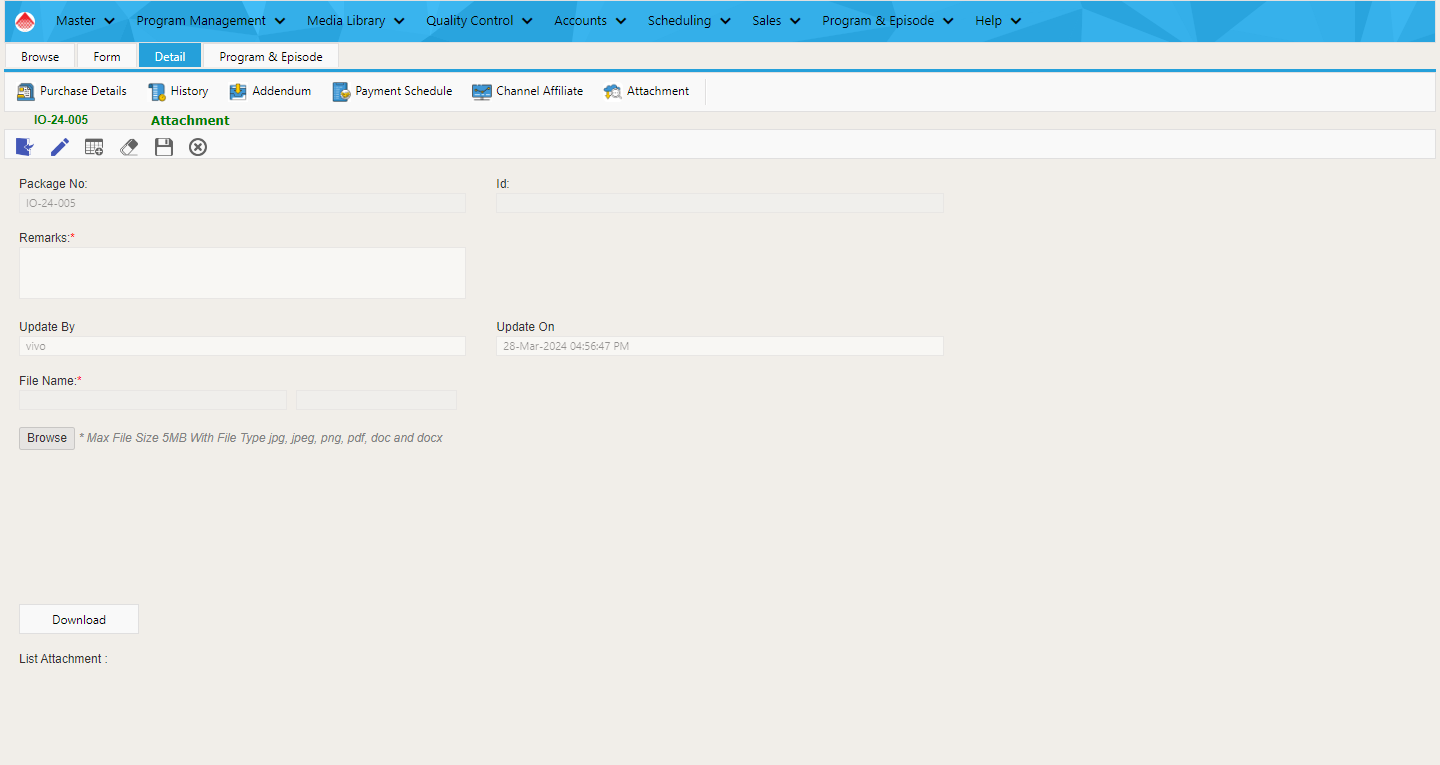 Master Program Management Media Library Quality Control Accounts Scheduling Sales Program & Episode Help
Browse Form Detail Program & Episode
Purchase Details History Addendum Payment Schedule Channel Affiliate Attachment
IO-24-005 Attachment
Package No: Id:
IO-24-005
Remarks:*
Update By Update On
vivo 28-Mar-2024 04:56:47 PM
File Name:*
Browse * Max File Size 5MB With File Type jpg, jpeg, png, pdf, doc and docx
Download
List Attachment :